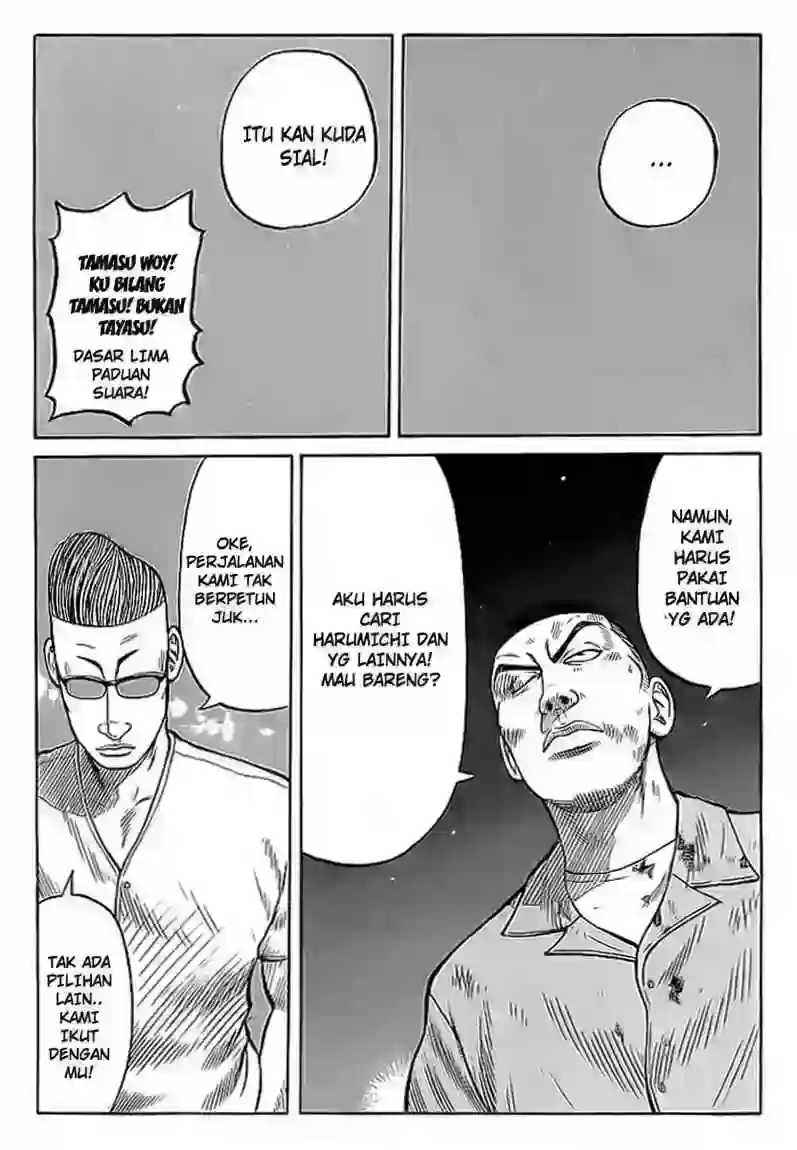 ...
ITU KAN KUDA
SIAL!
TAMASU WOY!
KU BILANG
TAMASU! BUKAN
TAYASU!
DASAR LIMA
PADUAN
SUARA!
NAMUN,
KAMI
HARUS
PAKAI
BANTUAN
YG ADA!
AKU HARUS
CARI
HARUMICHI DAN
YG LAINNYA!
MAU BARENG?
OKE,
PERJALANAN
KAMI TAK
BERPETUN
JUK...
TAK ADA
PILIHAN
LAIN..
KAMI
IKUT
DENGAN
MU!